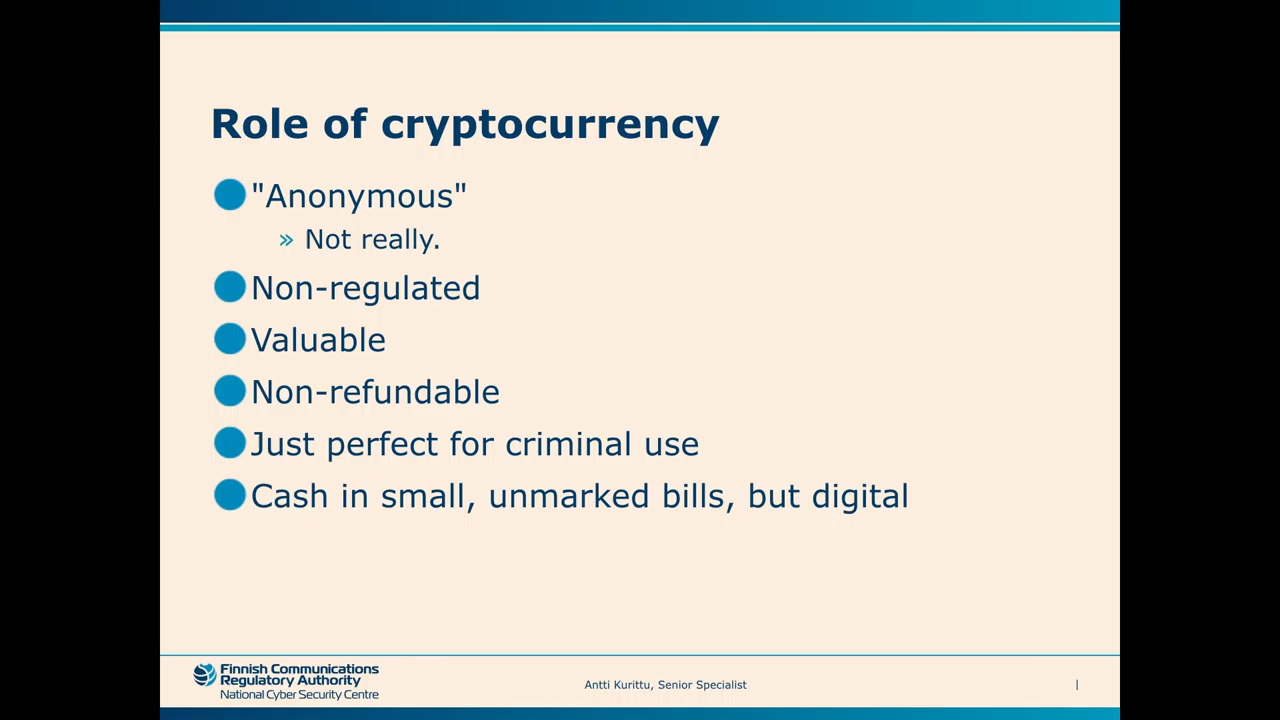 Role of cryptocurrency
"Anonymous"
» Not really.
Non-regulated
Valuable
Non-refundable
Just perfect for criminal use
Cash in small, unmarked bills, but digital
Finnish Communications
Regulatory Authority
National Cyber Security Centre
Antti Kurittu, Senior Specialist
|